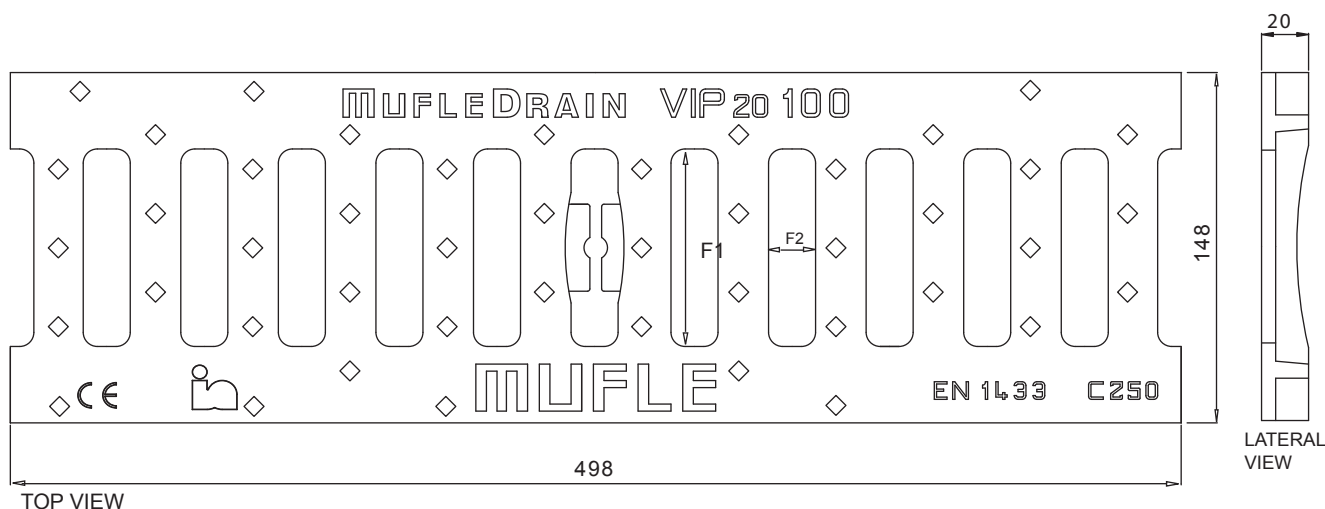 20
MUFLEDRAIN VIP 20 100
148
F1
F2
CE
MUFLE
EN 1433 C250
LATERAL
VIEW
498
TOP VIEW